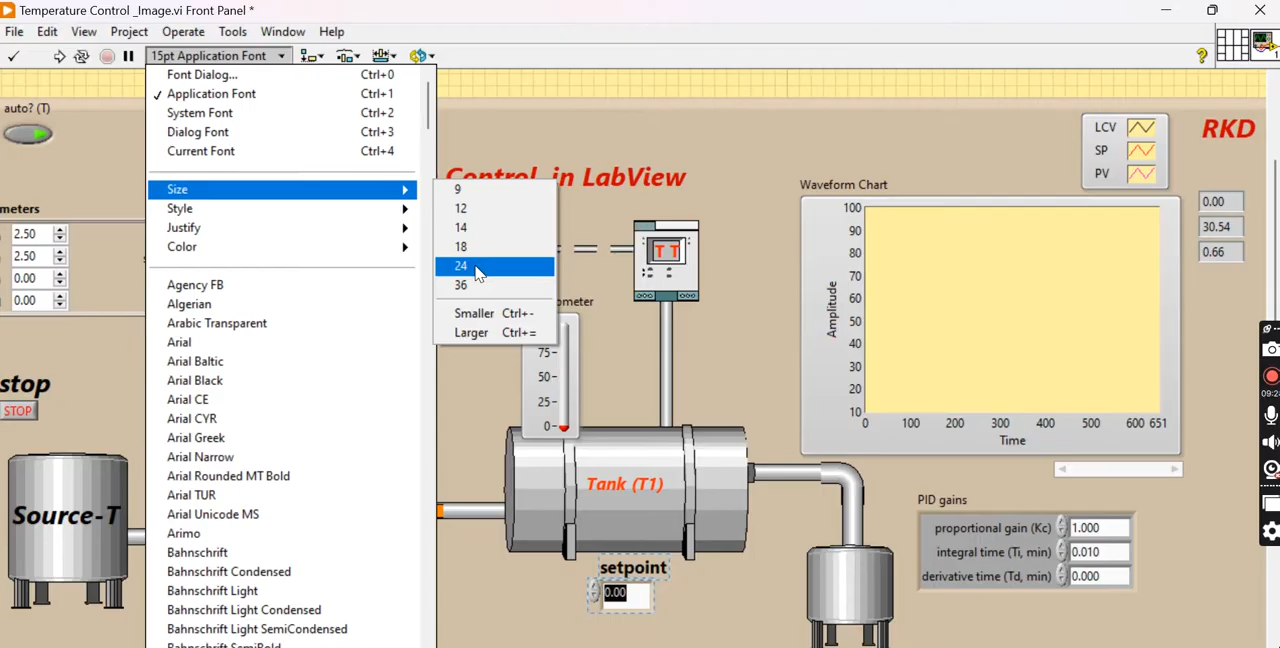 Temperature Control _Image.vi Front Panel *
File Edit View Project Operate Tools Window Help
15pt Application Font
Font Dialog... Ctrl+0
Application Font Ctrl+1
System Font Ctrl+2
Dialog Font Ctrl+3
Current Font Ctrl+4
Size
Style
Justify
Color
Agency FB
Algerian
Arabic Transparent
Arial
Arial Baltic
Arial Black
Arial CE
Arial CYR
Arial Greek
Arial Narrow
Arial Rounded MT Bold
Arial TUR
Arial Unicode MS
Arimo
Bahnschrift
Bahnschrift Condensed
Bahnschrift Light
Bahnschrift Light Condensed
Bahnschrift Light SemiCondensed
Bahnschrift SemiBold
9
12
14
18
24
36
Smaller Ctrl+-
Larger Ctrl+=
auto? (T)
meters
2.50
2.50
0.00
0.00
stop
STOP
Source-T
Control in LabView
RKD
TT
ometer
75
50
25
0
Tank (T1)
setpoint
0.00
LCV
SP
PV
0.00
30.54
0.66
Waveform Chart
Amplitude
100
90
80
70
60
50
40
30
20
10
0 100 200 300 400 500 600 651
Time
PID gains
proportional gain (Kc) 1.000
integral time (Ti, min) 0.010
derivative time (Td, min) 0.000